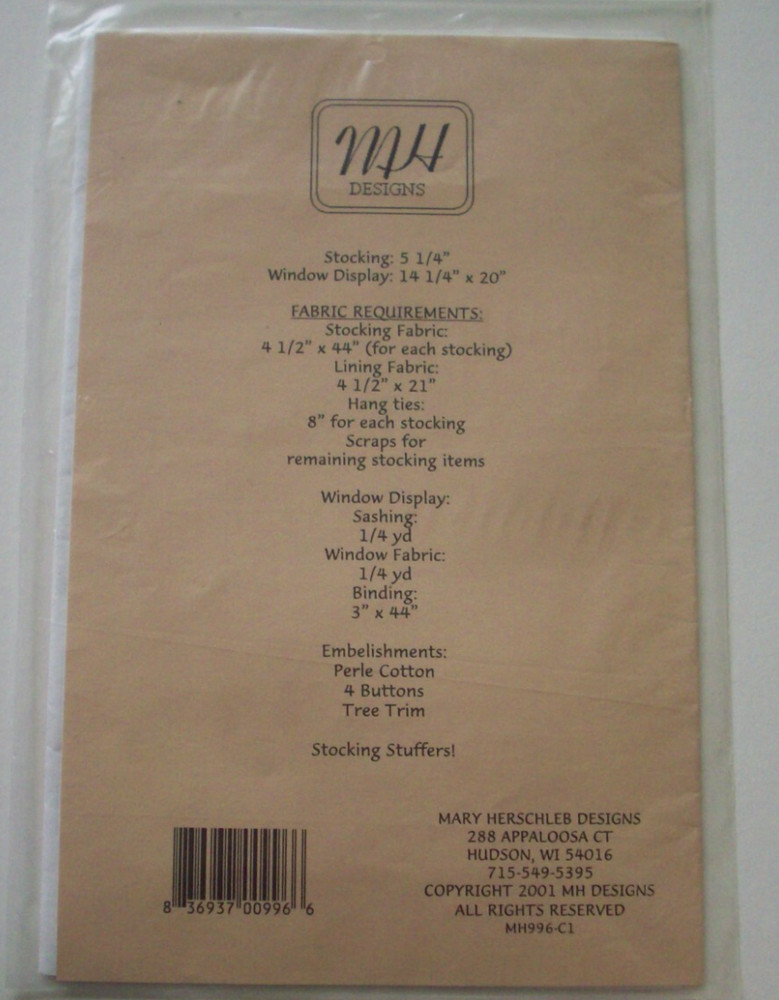 MH
DESIGNS
Stocking: 5 1/4"
Window Display: 14 1/4" x 20"
FABRIC REQUIREMENTS:
Stocking Fabric:
4 1/2" x 44" (for each stocking)
Lining Fabric:
4 1/2" x 21"
Hang ties:
8" for each stocking
Scraps for
remaining stocking items
Window Display:
Sashing:
1/4 yd
Window Fabric:
1/4 yd
Binding:
3" x 44"
Embelishments:
Perle Cotton
4 Buttons
Tree Trim
Stocking Stuffers!
8 36937 00996 6
MARY HERSCHLEB DESIGNS
288 APPALOOSA CT
HUDSON, WI 54016
715-549-5395
COPYRIGHT 2001 MH DESIGNS
ALL RIGHTS RESERVED
MH996-C1